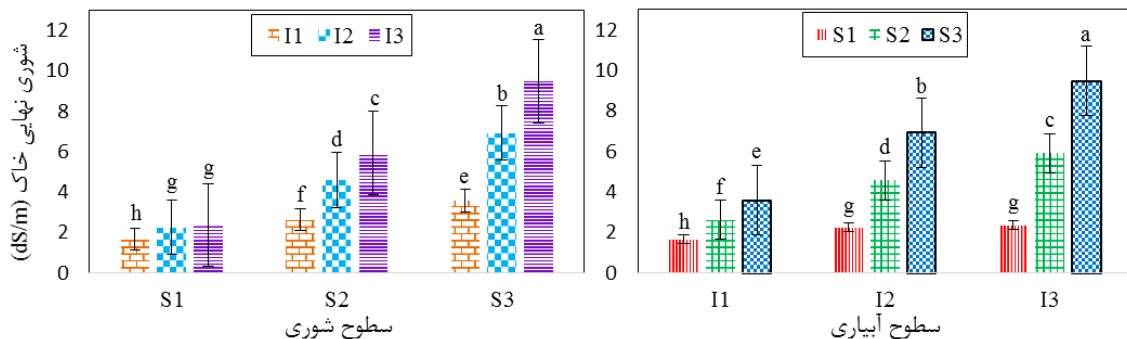 شوری نهایی خاک (dS/m)
12
10
8
6
4
2
0
I1 I2 I3
h g g
f d c
e b a
S1 S2 S3
سطوح شوری
12
10
8
6
4
2
0
S1 S2 S3
h f e
g d b
g c a
I1 I2 I3
سطوح آبیاری